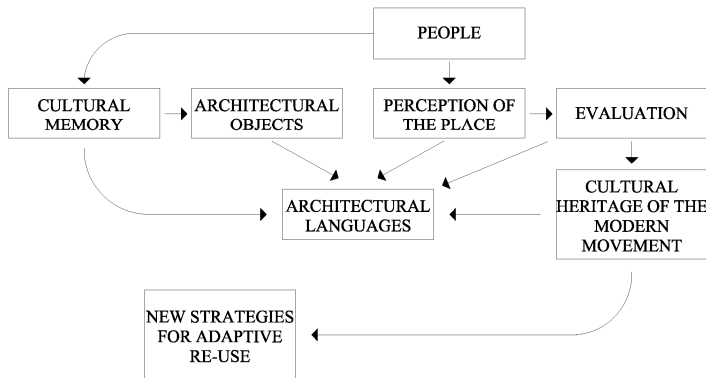 PEOPLE
CULTURAL
MEMORY
ARCHITECTURAL
OBJECTS
PERCEPTION OF
THE PLACE
EVALUATION
ARCHITECTURAL
LANGUAGES
CULTURAL
HERITAGE OF THE
MODERN
MOVEMENT
NEW STRATEGIES
FOR ADAPTIVE
RE-USE